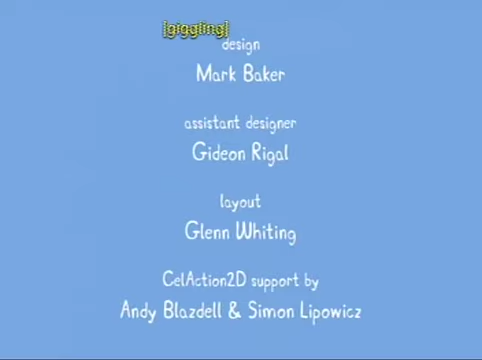 [giggling]
design
Mark Baker
assistant designer
Gideon Rigal
layout
Glenn Whiting
CelAction2D support by
Andy Blazdell & Simon Lipowicz